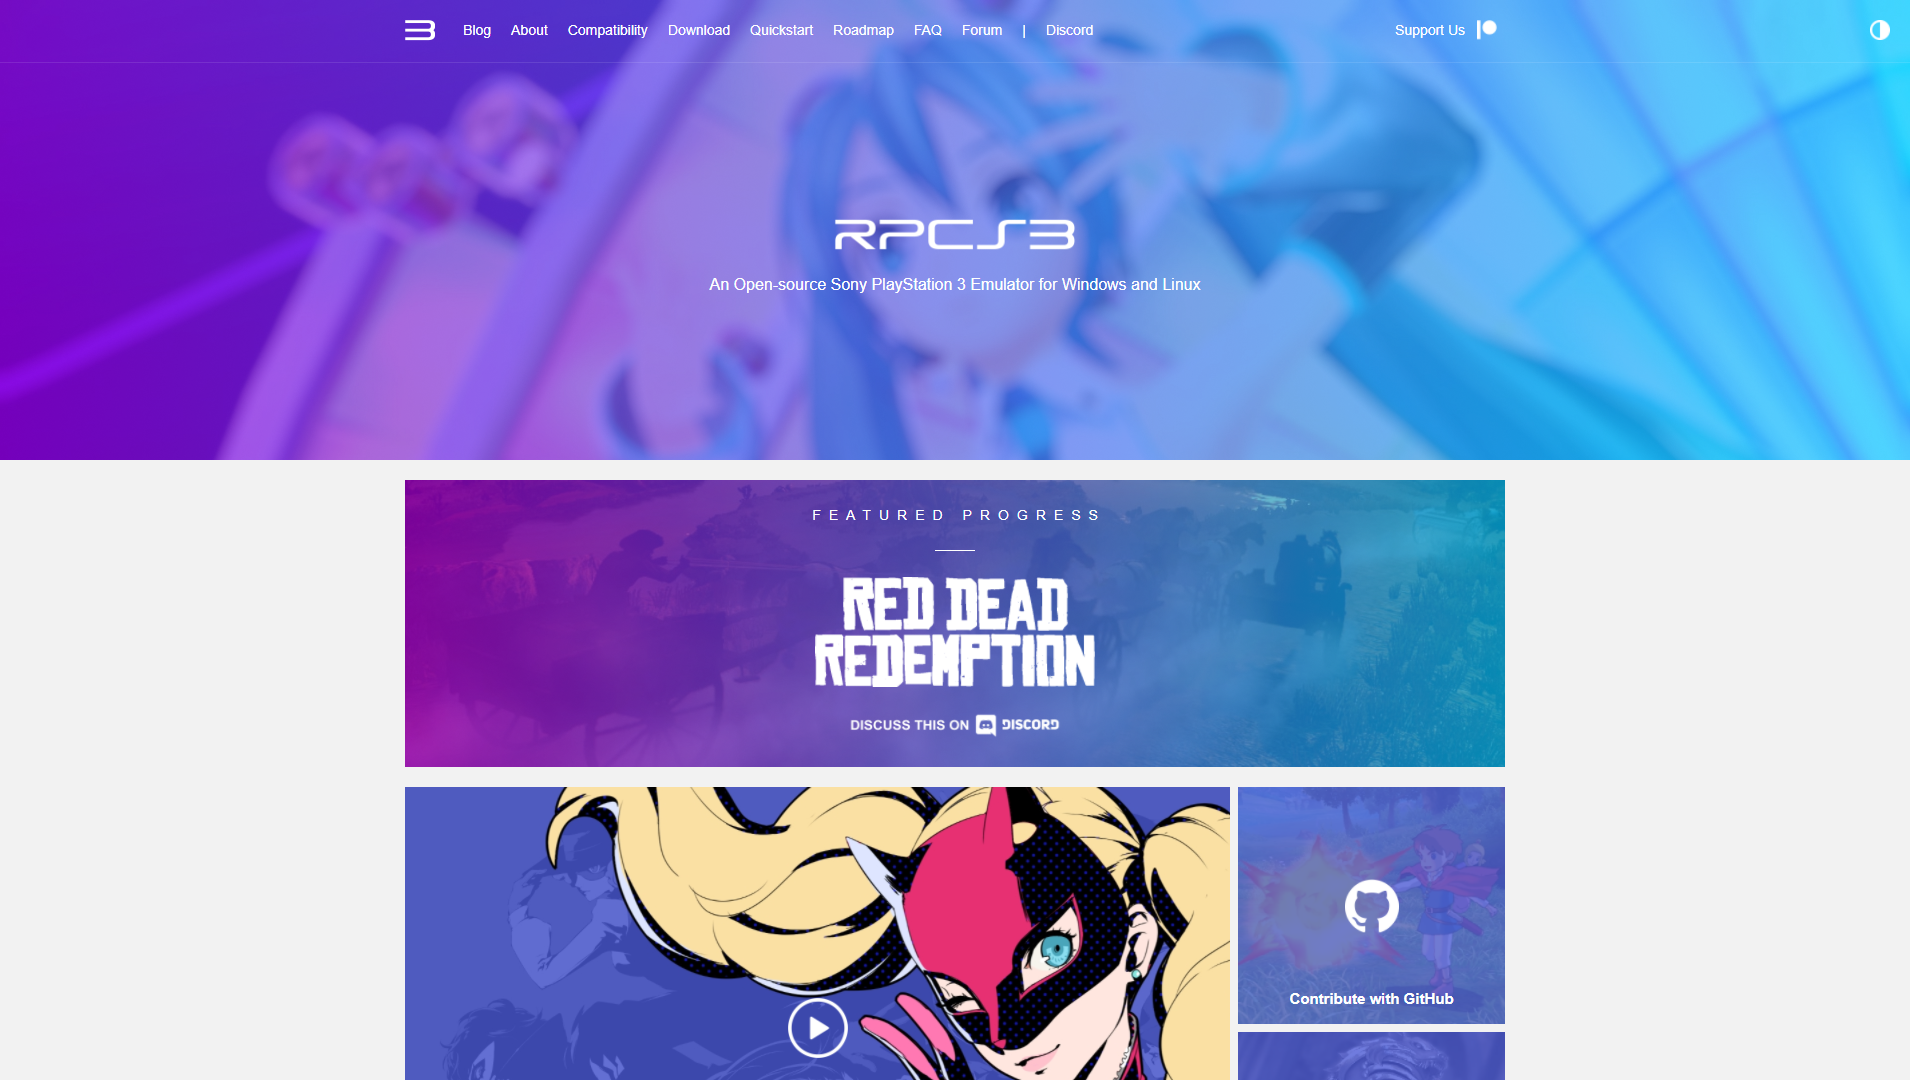 Blog About Compatibility Download Quickstart Roadmap FAQ Forum | Discord Support Us
RPCS3
An Open-source Sony PlayStation 3 Emulator for Windows and Linux
FEATURED PROGRESS
RED DEAD
REDEMPTION
DISCUSS THIS ON DISCORD
Contribute with GitHub